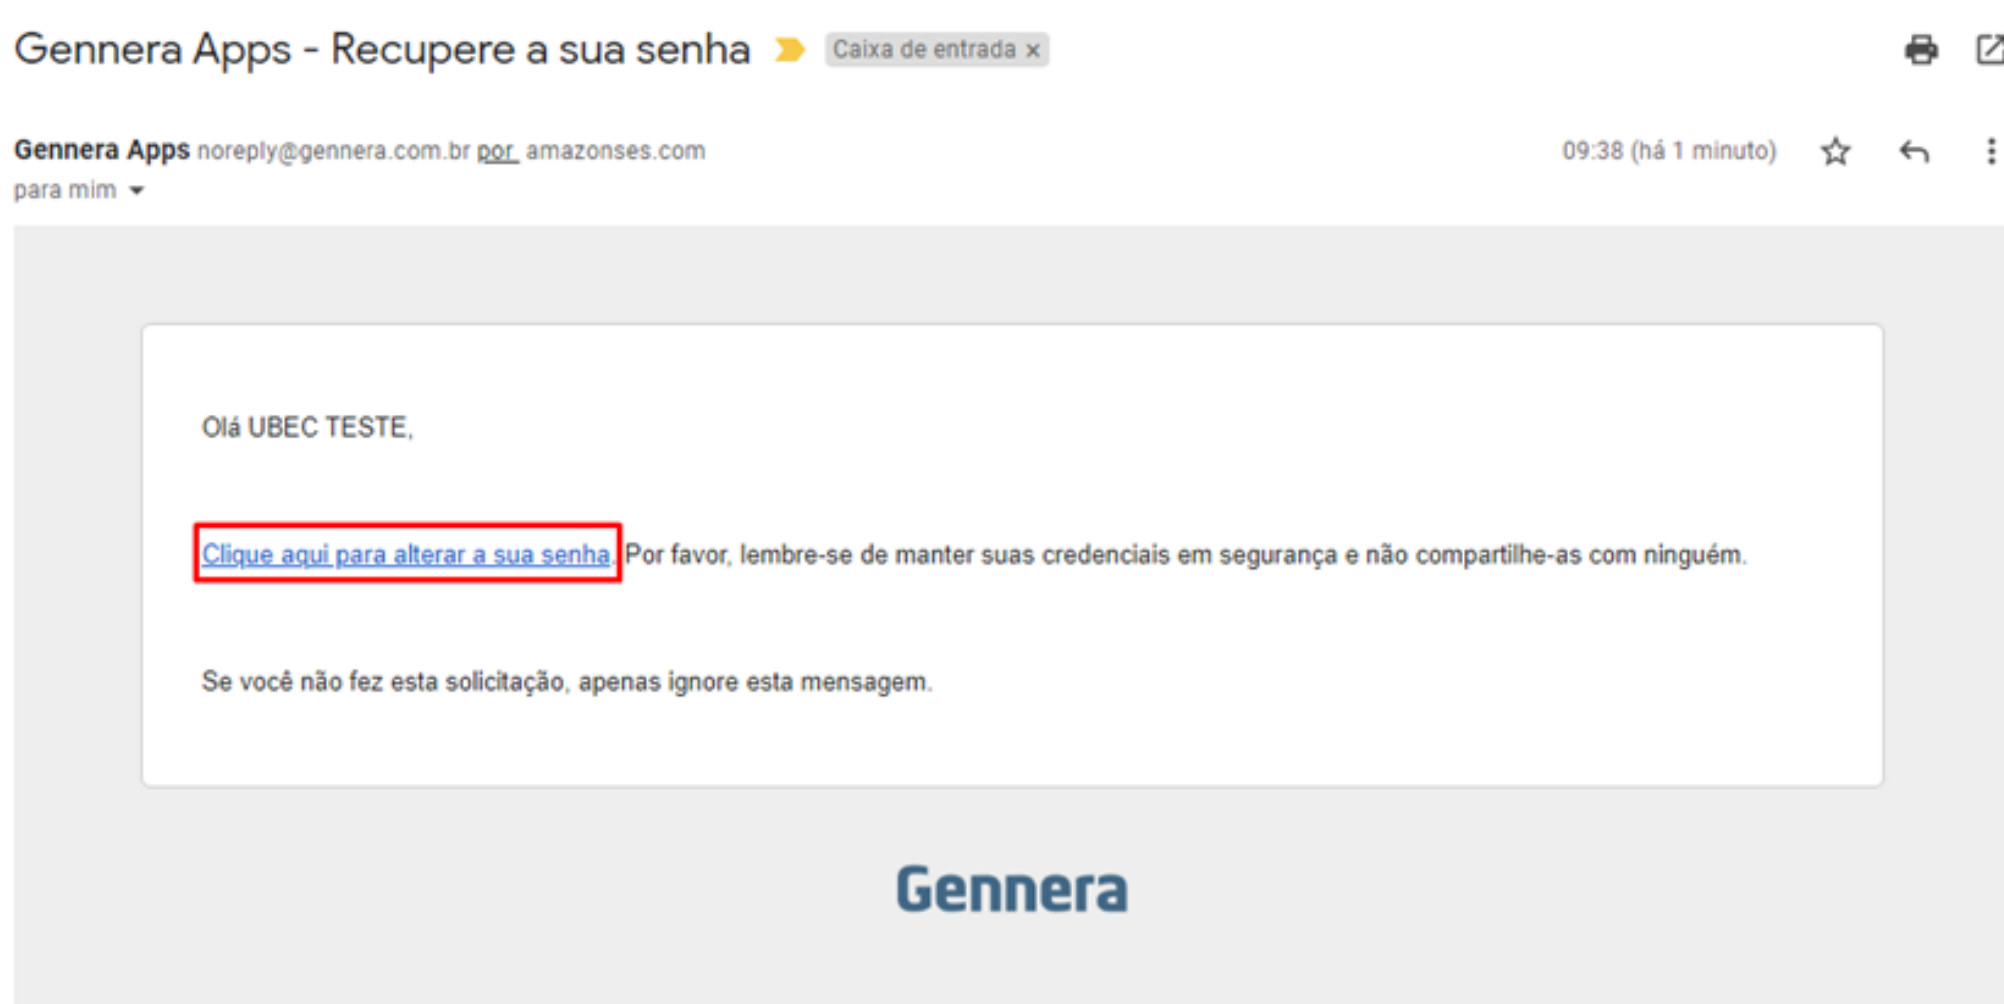 Gennera Apps - Recupere a sua senha Caixa de entrada x
Gennera Apps noreply@gennera.com.br por amazonses.com 09:38 (há 1 minuto)
para mim
Olá UBEC TESTE,
Clique aqui para alterar a sua senha. Por favor, lembre-se de manter suas credenciais em segurança e não compartilhe-as com ninguém.
Se você não fez esta solicitação, apenas ignore esta mensagem.
Gennera